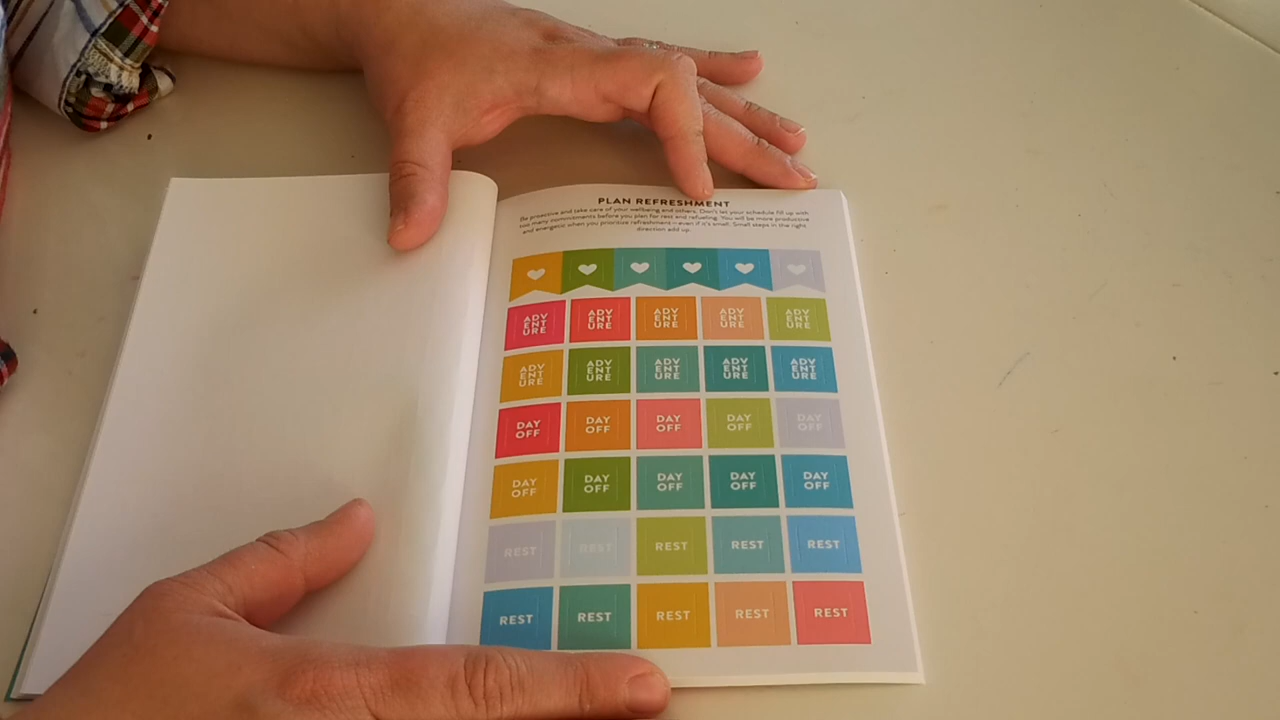 PLAN REFRESHMENT
Be proactive and take care of your wellbeing and others. Don't let your schedule fill up with
too many commitments before you plan for rest and refueling. You will be more productive
and energetic when you prioritize refreshment—even if it's small. Small steps in the right
direction add up.
ADV ENT URE ADV ENT URE ADV ENT URE ADV ENT URE ADV ENT URE
ADV ENT URE ADV ENT URE ADV ENT URE ADV ENT URE ADV ENT URE
DAY OFF DAY OFF DAY OFF DAY OFF DAY OFF
DAY OFF DAY OFF DAY OFF DAY OFF DAY OFF
REST REST REST REST REST
REST REST REST REST REST